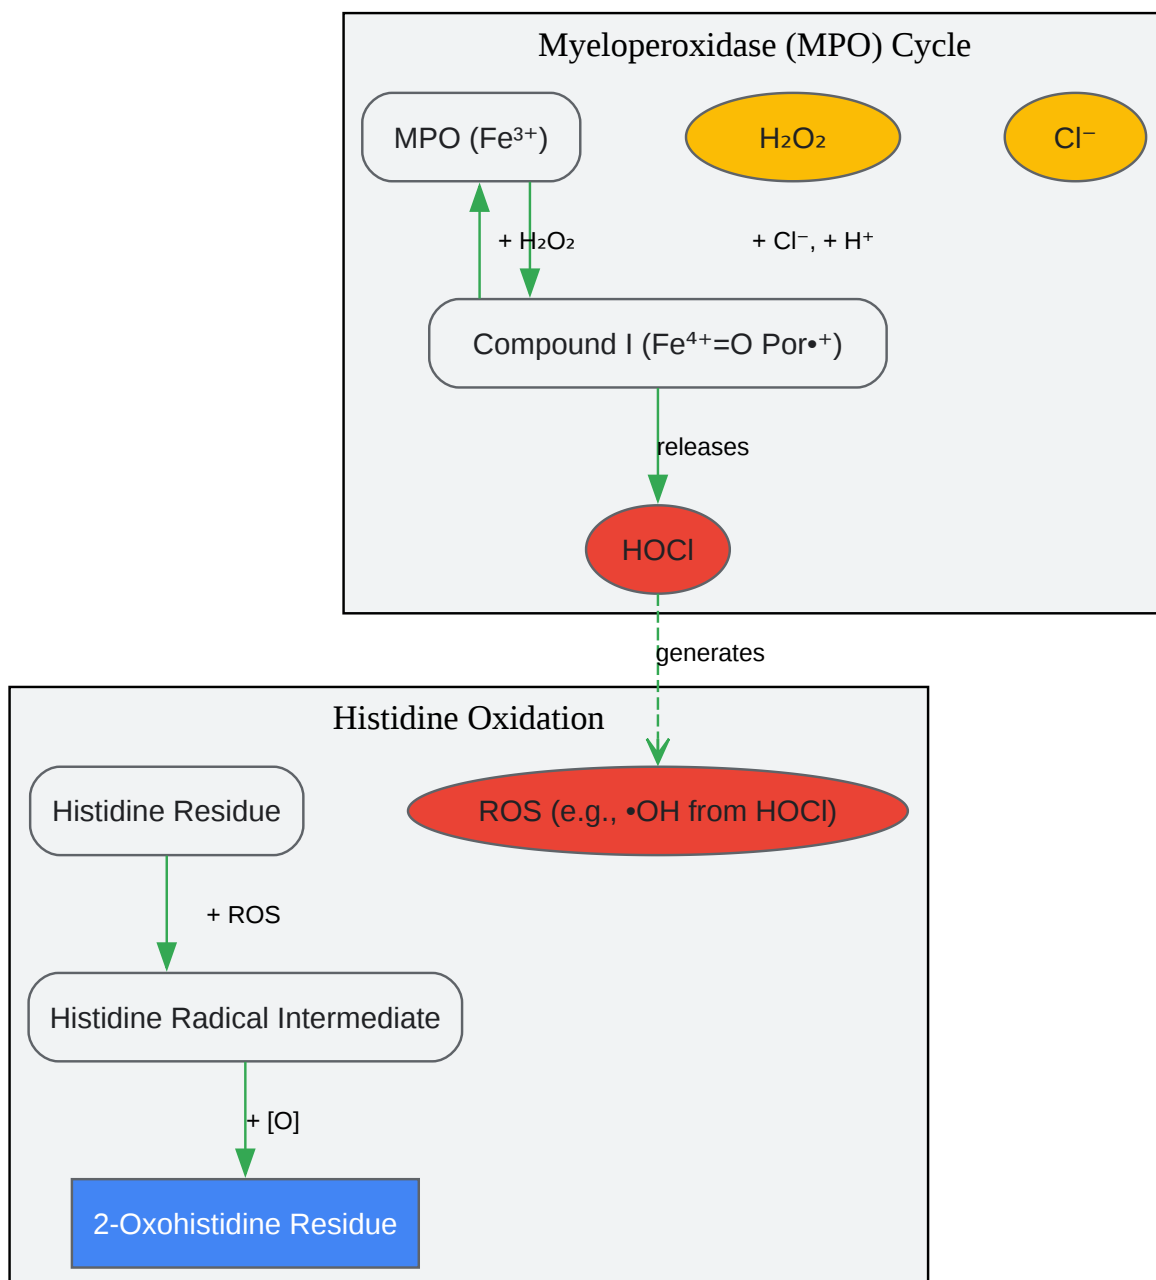 Myeloperoxidase (MPO) Cycle
MPO (Fe³⁺)
H₂O₂
Cl⁻
+ H₂O₂
+ Cl⁻, + H⁺
Compound I (Fe⁴⁺=O Por•⁺)
releases
HOCl
generates
Histidine Oxidation
Histidine Residue
ROS (e.g., •OH from HOCl)
+ ROS
Histidine Radical Intermediate
+ [O]
2-Oxohistidine Residue